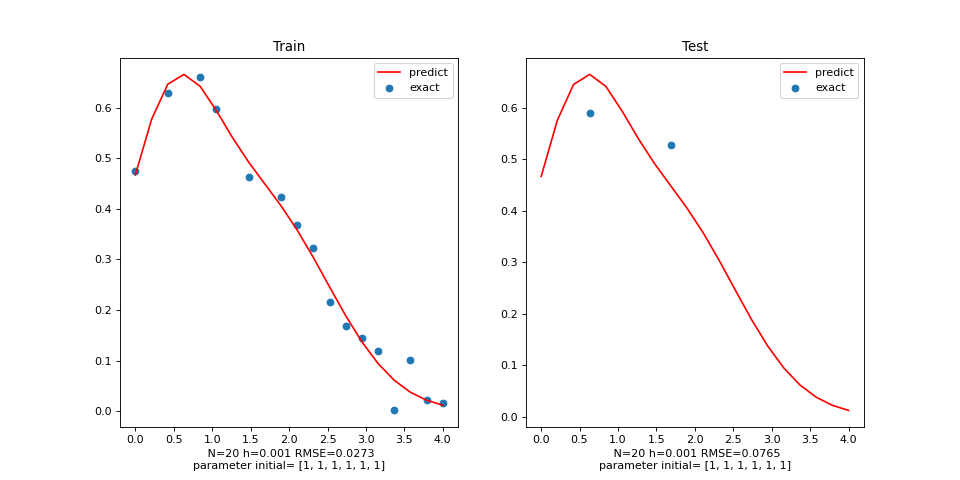 Train
predict
exact
0.6
0.5
0.4
0.3
0.2
0.1
0.0
0.0 0.5 1.0 1.5 2.0 2.5 3.0 3.5 4.0
N=20 h=0.001 RMSE=0.0273
parameter initial= [1, 1, 1, 1, 1, 1]
Test
predict
exact
0.6
0.5
0.4
0.3
0.2
0.1
0.0
0.0 0.5 1.0 1.5 2.0 2.5 3.0 3.5 4.0
N=20 h=0.001 RMSE=0.0765
parameter initial= [1, 1, 1, 1, 1, 1]